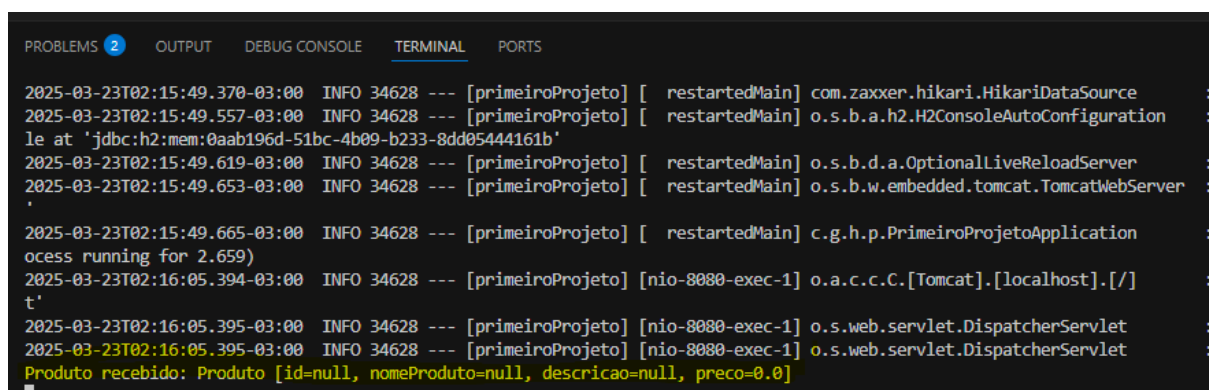 PROBLEMS 2 OUTPUT DEBUG CONSOLE TERMINAL PORTS
2025-03-23T02:15:49.370-03:00  INFO 34628 --- [primeiroProjeto] [  restartedMain] com.zaxxer.hikari.HikariDataSource       :
2025-03-23T02:15:49.557-03:00  INFO 34628 --- [primeiroProjeto] [  restartedMain] o.s.b.a.h2.H2ConsoleAutoConfiguration    :
le at 'jdbc:h2:mem:0aab196d-51bc-4b09-b233-8dd05444161b'
2025-03-23T02:15:49.619-03:00  INFO 34628 --- [primeiroProjeto] [  restartedMain] o.s.b.d.a.OptionalLiveReloadServer       :
2025-03-23T02:15:49.653-03:00  INFO 34628 --- [primeiroProjeto] [  restartedMain] o.s.b.w.embedded.tomcat.TomcatWebServer  :
'
2025-03-23T02:15:49.665-03:00  INFO 34628 --- [primeiroProjeto] [  restartedMain] c.g.h.p.PrimeiroProjetoApplication       :
ocess running for 2.659)
2025-03-23T02:16:05.394-03:00  INFO 34628 --- [primeiroProjeto] [nio-8080-exec-1] o.a.c.c.C.[Tomcat].[localhost].[/]       :
t'
2025-03-23T02:16:05.395-03:00  INFO 34628 --- [primeiroProjeto] [nio-8080-exec-1] o.s.web.servlet.DispatcherServlet        :
2025-03-23T02:16:05.395-03:00  INFO 34628 --- [primeiroProjeto] [nio-8080-exec-1] o.s.web.servlet.DispatcherServlet        :
Produto recebido: Produto [id=null, nomeProduto=null, descricao=null, preco=0.0]